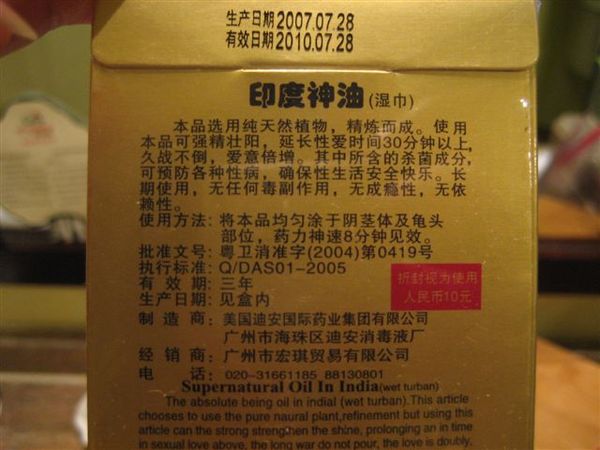 生产日期2007.07.28
有效日期2010.07.28
印度神油(湿巾)
本品选用纯天然植物，精炼而成。使用
本品可强精壮阳，延长性爱时间30分钟以上，
久战不倒，爱意倍增。其中所含的杀菌成分，
可预防各种性病，确保性生活安全快乐。长
期使用，无任何毒副作用，无成瘾性，无依
赖性。
使用方法：将本品均匀涂于阴茎体及龟头
部位，药力神速8分钟见效。
批准文号：粤卫消准字(2004)第0419号
执行标准：Q/DAS01-2005
有效期：三年
生产日期：见盒内
折封视为使用
人民币10元
制造商：美国迪安国际药业集团有限公司
广州市海珠区迪安消毒液厂
经销商：广州市宏琪贸易有限公司
电话：020-31661185 88130801
Supernatural Oil In India(wet turban)
The absolute being oil in indial (wet turban).This article
chooses to use the pure naural plant,refinement but using this
article can the strong strengthen the shine, prolonging an in time
in sexual love above, the long war do not pour, the love is doubly,